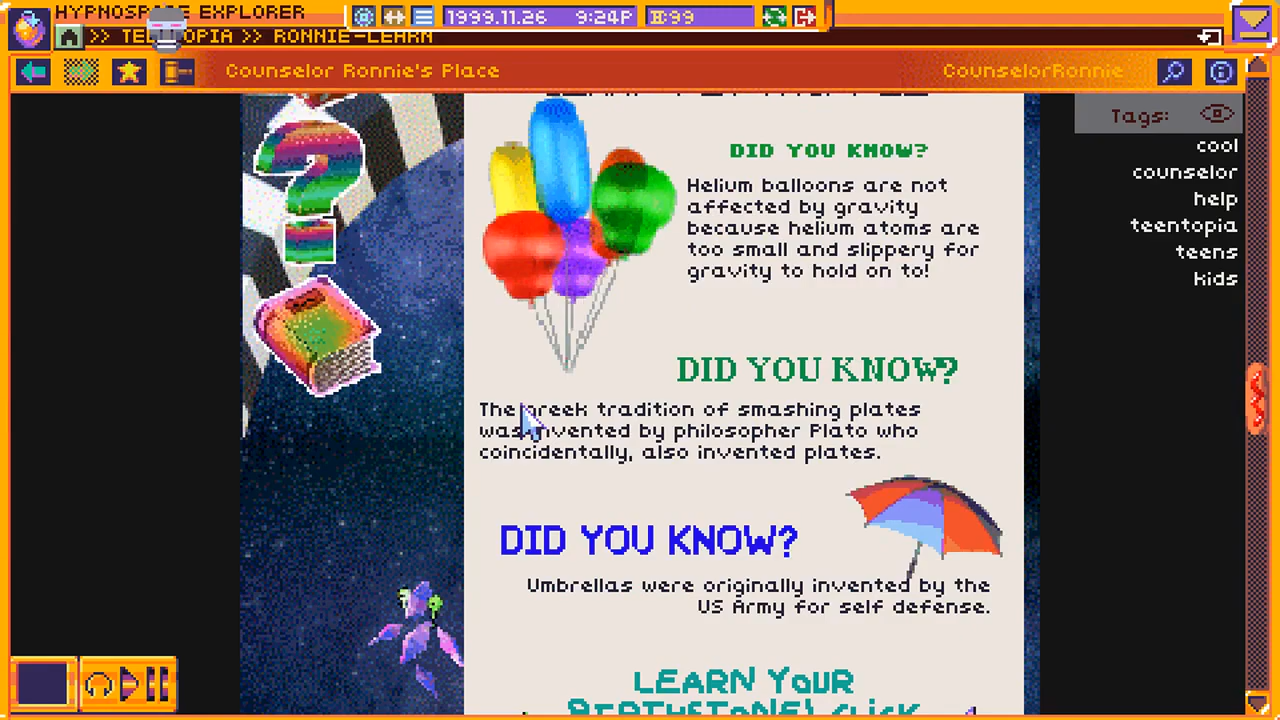 HYPNOSPACE EXPLORER
1999.11.26 9:24P
:99
>> TEENTOPIA >> RONNIE-LEARN
Counselor Ronnie's Place
CounselorRonnie
Tags:
cool
counselor
help
teentopia
teens
kids
DID YOU KNOW?
Helium balloons are not
affected by gravity
because helium atoms are
too small and slippery for
gravity to hold on to!
DID YOU KNOW?
The greek tradition of smashing plates
was invented by philosopher Plato who
coincidentally, also invented plates.
DID YOU KNOW?
Umbrellas were originally invented by the
US Army for self defense.
LEARN YoUR
BIRTHSTONE! click